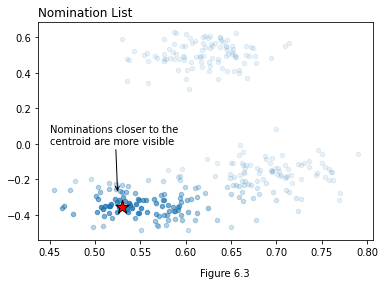 Nomination List
0.6
0.4
0.2
0.0
−0.2
−0.4
Nominations closer to the
centroid are more visible
0.45 0.50 0.55 0.60 0.65 0.70 0.75 0.80
Figure 6.3